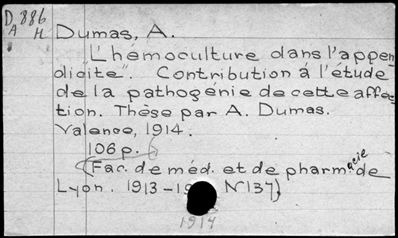 D 886 Dumas, A.
A H
L'hémoculture dans l'appen
dicite". Contribution à l'étude
de la pathogénie de cette affec
tion. Thèse par A. Dumas.
Valence, 1914.
106 p.
(Fac. de méd. et de pharmacie de
Lyon. 1913-19 N°137)
1914